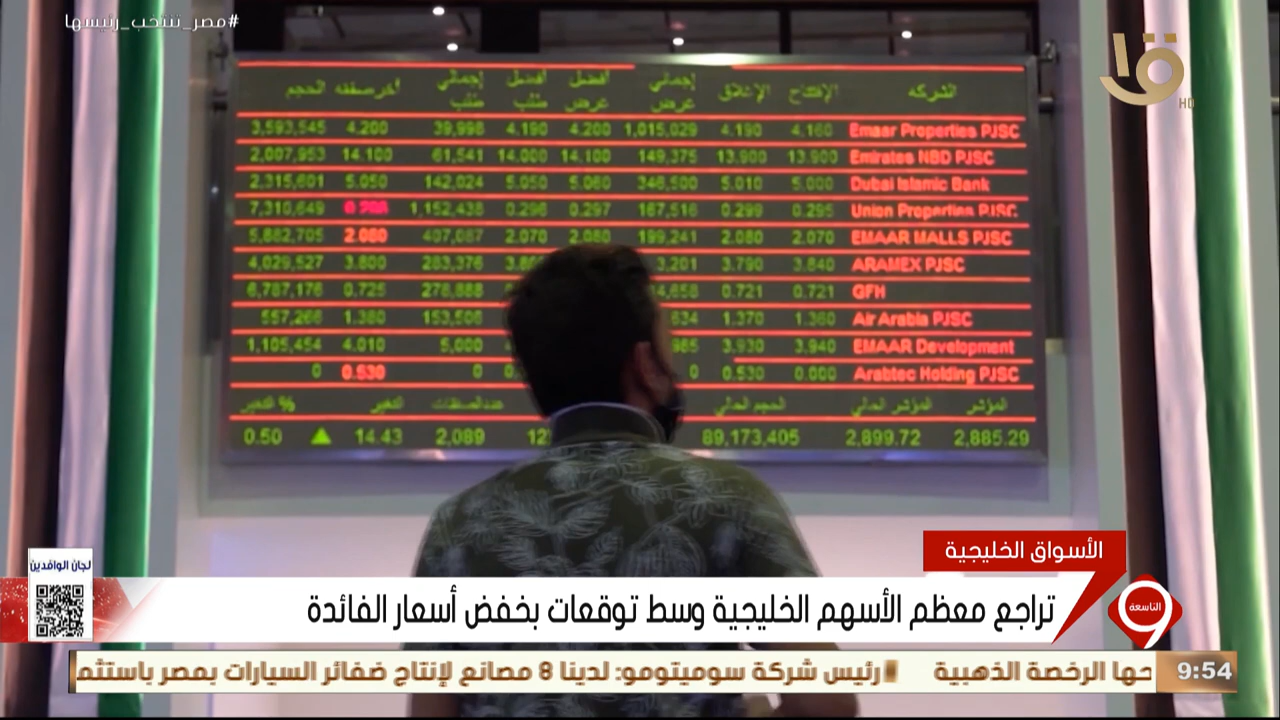 #مصر_تنتخب_رئيسها
HD
الشركة الإفتتاح الإغلاق إجمالي عرض أفضل عرض أفضل طلب إجمالي طلب آخر صفقة الحجم
Emaar Properties PJSC 4.160 4.190 1,015,029 4.200 4.190 39,998 4.200 3,593,545
Emirates NBD PJSC 13.900 13.900 149,375 14.100 14.000 61,541 14.100 2,007,953
Dubai Islamic Bank 5.000 5.010 346,500 5.060 5.050 142,024 5.050 2,315,601
Union Properties PJSC 0.295 0.299 167,516 0.297 0.296 1,152,438
7,310,649
EMAAR MALLS PJSC 2.070 2.080 199,241 2.080 2.070 407,067 2.080 5,882,705
ARAMEX PJSC 3.840 3.790 3,201 283,376 3.800 4,029,527
GFH 0.721 0.721 276,888 0.725 6,787,176
Air Arabia PJSC 1.360 1.370 153,506 1.380 557,266
EMAAR Development 3.940 3.930 5,000 4.010 1,105,454
Arabtec Holding PJSC 0.000 0.530 0 0 0.530 0
المؤشر المؤشر الحالي الحجم الحالي عدد الصفقات التغير التغير %
2,885.29 2,899.72 89,173,405 2,089 14.43 0.50
الأسواق الخليجية
تراجع معظم الأسهم الخليجية وسط توقعات بخفض أسعار الفائدة
التاسعة
9
لجان الوافدين
9:54 حها الرخصة الذهبية رئيس شركة سوميتومو: لدينا 8 مصانع لإنتاج ضفائر السيارات بمصر باستثم